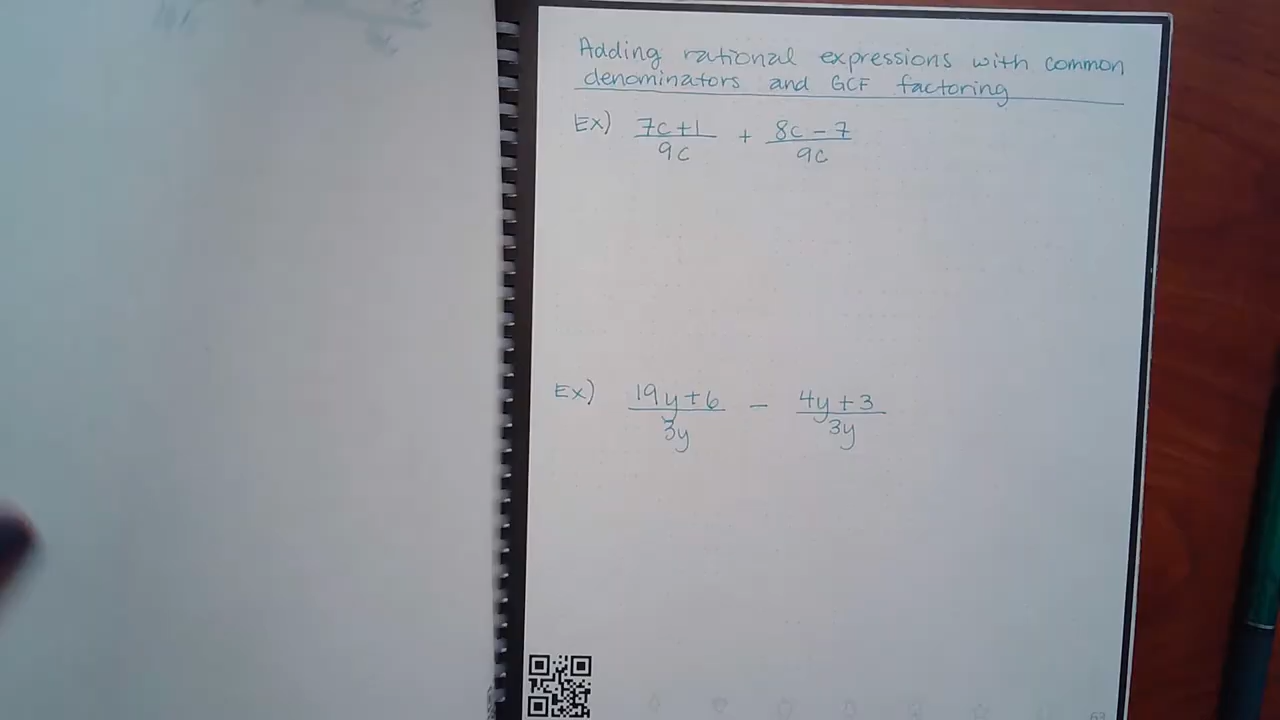 Adding rational expressions with common
denominators and GCF factoring
Ex) 7c+1 + 8c-7
9c 9c
Ex) 19y+6 - 4y+3
3y 3y